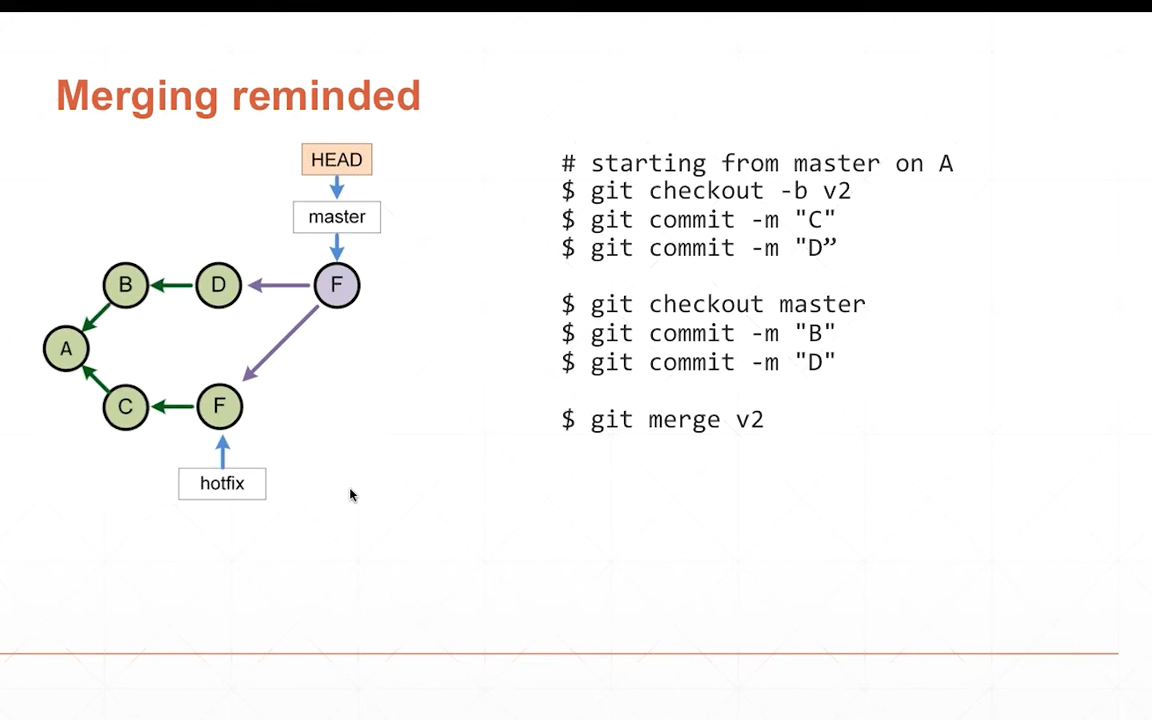 Merging reminded
HEAD
master
B
D
F
A
C
F
hotfix
# starting from master on A
$ git checkout -b v2
$ git commit -m "C"
$ git commit -m "D”
$ git checkout master
$ git commit -m "B"
$ git commit -m "D"
$ git merge v2